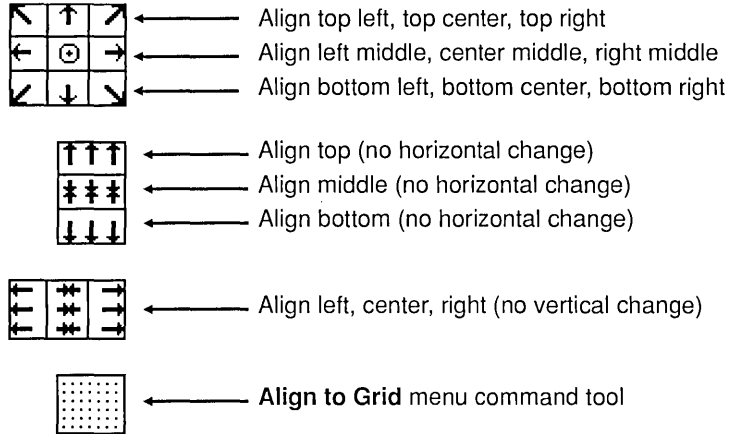 Align top left, top center, top right
Align left middle, center middle, right middle
Align bottom left, bottom center, bottom right
Align top (no horizontal change)
Align middle (no horizontal change)
Align bottom (no horizontal change)
Align left, center, right (no vertical change)
Align to Grid menu command tool